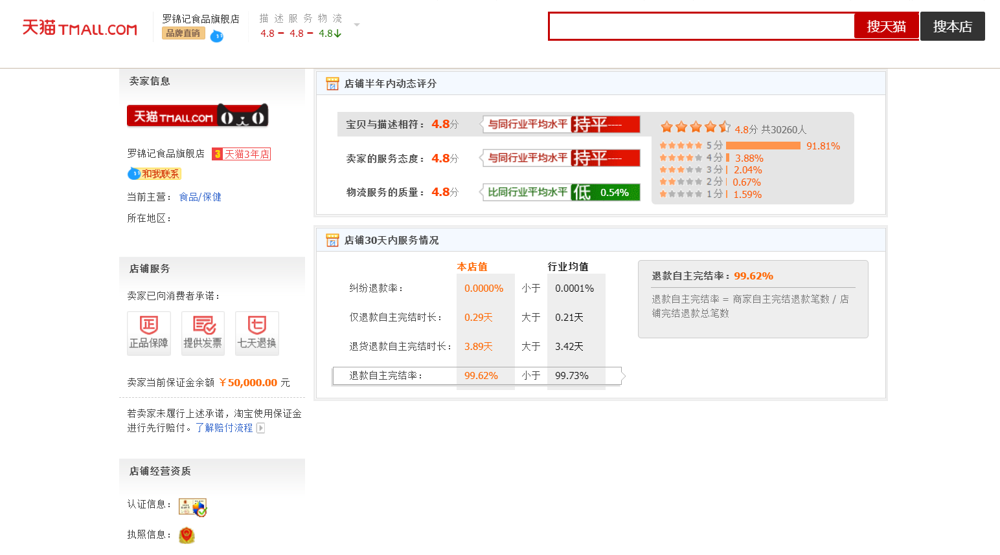 天猫 TMALL.COM
罗锦记食品旗舰店
品牌直销
描 述 服 务 物 流
4.8 4.8 4.8
搜天猫
搜本店
卖家信息
天猫 TMALL.COM
罗锦记食品旗舰店 3 天猫3年店
和我联系
当前主营： 食品/保健
所在地区：
店铺服务
卖家已向消费者承诺：
正 正品保障
提供发票
七 七天退换
卖家当前保证金余额 ￥50,000.00 元
若卖家未履行上述承诺，淘宝使用保证金
进行先行赔付。了解赔付流程
店铺经营资质
认证信息：
执照信息：
店铺半年内动态评分
宝贝与描述相符： 4.8分 与同行业平均水平 持平----
卖家的服务态度： 4.8分 与同行业平均水平 持平----
物流服务的质量： 4.8分 比同行业平均水平 低 0.54%
4.8分 共30260人
5分 91.81%
4分 3.88%
3分 2.04%
2分 0.67%
1分 1.59%
店铺30天内服务情况
本店值 行业均值
纠纷退款率： 0.0000% 小于 0.0001%
仅退款自主完结时长： 0.29天 大于 0.21天
退货退款自主完结时长： 3.89天 大于 3.42天
退款自主完结率： 99.62% 小于 99.73%
退款自主完结率：99.62%
退款自主完结率 = 商家自主完结退款笔数 / 店
铺完结退款总笔数